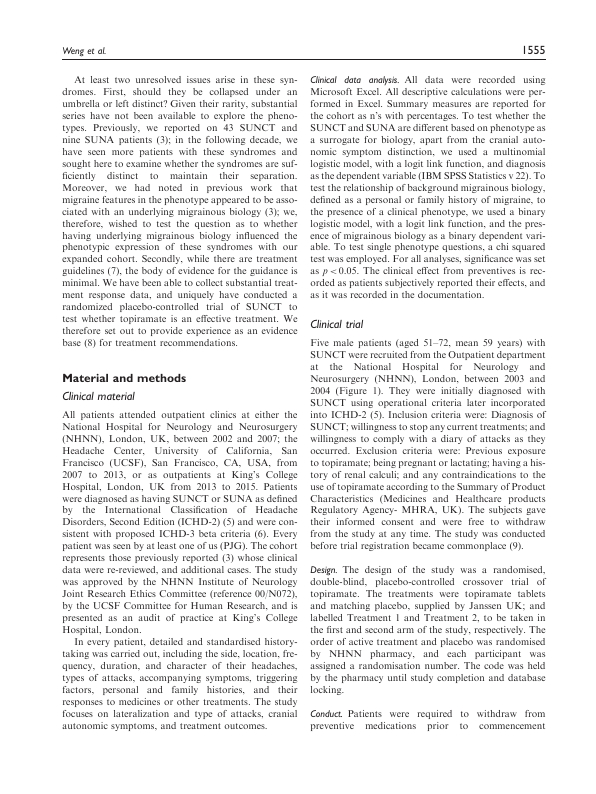 Weng et al.
1555
At least two unresolved issues arise in these syn-
dromes. First, should they be collapsed under an
umbrella or left distinct? Given their rarity, substantial
series have not been available to explore the pheno-
types. Previously, we reported on 43 SUNCT and
nine SUNA patients (3); in the following decade, we
have seen more patients with these syndromes and
sought here to examine whether the syndromes are suf-
ficiently distinct to maintain their separation.
Moreover, we had noted in previous work that
migraine features in the phenotype appeared to be asso-
ciated with an underlying migrainous biology (3); we,
therefore, wished to test the question as to whether
having underlying migrainous biology influenced the
phenotypic expression of these syndromes with our
expanded cohort. Secondly, while there are treatment
guidelines (7), the body of evidence for the guidance is
minimal. We have been able to collect substantial treat-
ment response data, and uniquely have conducted a
randomized placebo-controlled trial of SUNCT to
test whether topiramate is an effective treatment. We
therefore set out to provide experience as an evidence
base (8) for treatment recommendations.
Material and methods
Clinical material
All patients attended outpatient clinics at either the
National Hospital for Neurology and Neurosurgery
(NHNN), London, UK, between 2002 and 2007; the
Headache Center, University of California, San
Francisco (UCSF), San Francisco, CA, USA, from
2007 to 2013, or as outpatients at King's College
Hospital, London, UK from 2013 to 2015. Patients
were diagnosed as having SUNCT or SUNA as defined
by the International Classification of Headache
Disorders, Second Edition (ICHD-2) (5) and were con-
sistent with proposed ICHD-3 beta criteria (6). Every
patient was seen by at least one of us (PJG). The cohort
represents those previously reported (3) whose clinical
data were re-reviewed, and additional cases. The study
was approved by the NHNN Institute of Neurology
Joint Research Ethics Committee (reference 00/N072),
by the UCSF Committee for Human Research, and is
presented as an audit of practice at King's College
Hospital, London.
In every patient, detailed and standardised history-
taking was carried out, including the side, location, fre-
quency, duration, and character of their headaches,
types of attacks, accompanying symptoms, triggering
factors, personal and family histories, and their
responses to medicines or other treatments. The study
focuses on lateralization and type of attacks, cranial
autonomic symptoms, and treatment outcomes.
Clinical data analysis. All data were recorded using
Microsoft Excel. All descriptive calculations were per-
formed in Excel. Summary measures are reported for
the cohort as n's with percentages. To test whether the
SUNCT and SUNA are different based on phenotype as
a surrogate for biology, apart from the cranial auto-
nomic symptom distinction, we used a multinomial
logistic model, with a logit link function, and diagnosis
as the dependent variable (IBM SPSS Statistics v 22). To
test the relationship of background migrainous biology,
defined as a personal or family history of migraine, to
the presence of a clinical phenotype, we used a binary
logistic model, with a logit link function, and the pres-
ence of migrainous biology as a binary dependent vari-
able. To test single phenotype questions, a chi squared
test was employed. For all analyses, significance was set
as p < 0.05. The clinical effect from preventives is rec-
orded as patients subjectively reported their effects, and
as it was recorded in the documentation.
Clinical trial
Five male patients (aged 51–72, mean 59 years) with
SUNCT were recruited from the Outpatient department
at the National Hospital for Neurology and
Neurosurgery (NHNN), London, between 2003 and
2004 (Figure 1). They were initially diagnosed with
SUNCT using operational criteria later incorporated
into ICHD-2 (5). Inclusion criteria were: Diagnosis of
SUNCT; willingness to stop any current treatments; and
willingness to comply with a diary of attacks as they
occurred. Exclusion criteria were: Previous exposure
to topiramate; being pregnant or lactating; having a his-
tory of renal calculi; and any contraindications to the
use of topiramate according to the Summary of Product
Characteristics (Medicines and Healthcare products
Regulatory Agency- MHRA, UK). The subjects gave
their informed consent and were free to withdraw
from the study at any time. The study was conducted
before trial registration became commonplace (9).
Design. The design of the study was a randomised,
double-blind, placebo-controlled crossover trial of
topiramate. The treatments were topiramate tablets
and matching placebo, supplied by Janssen UK; and
labelled Treatment 1 and Treatment 2, to be taken in
the first and second arm of the study, respectively. The
order of active treatment and placebo was randomised
by NHNN pharmacy, and each participant was
assigned a randomisation number. The code was held
by the pharmacy until study completion and database
locking.
Conduct. Patients were required to withdraw from
preventive medications prior to commencement